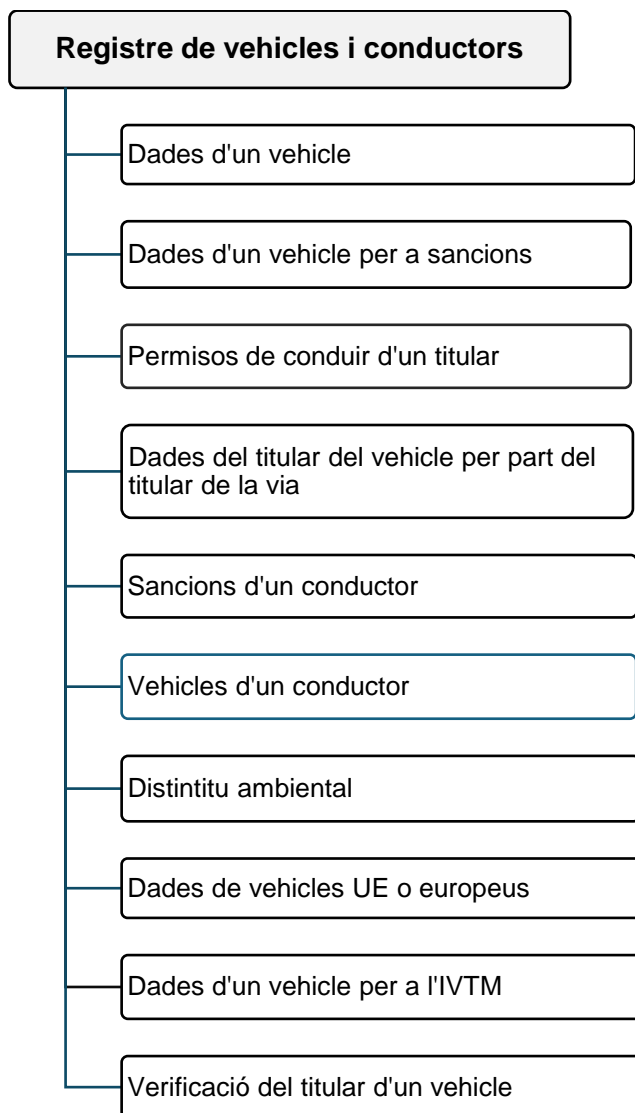 Registre de vehicles i conductors
Dades d'un vehicle
Dades d'un vehicle per a sancions
Permisos de conduir d'un titular
Dades del titular del vehicle per part del
titular de la via
Sancions d'un conductor
Vehicles d'un conductor
Distintitu ambiental
Dades de vehicles UE o europeus
Dades d'un vehicle per a l'IVTM
Verificació del titular d'un vehicle